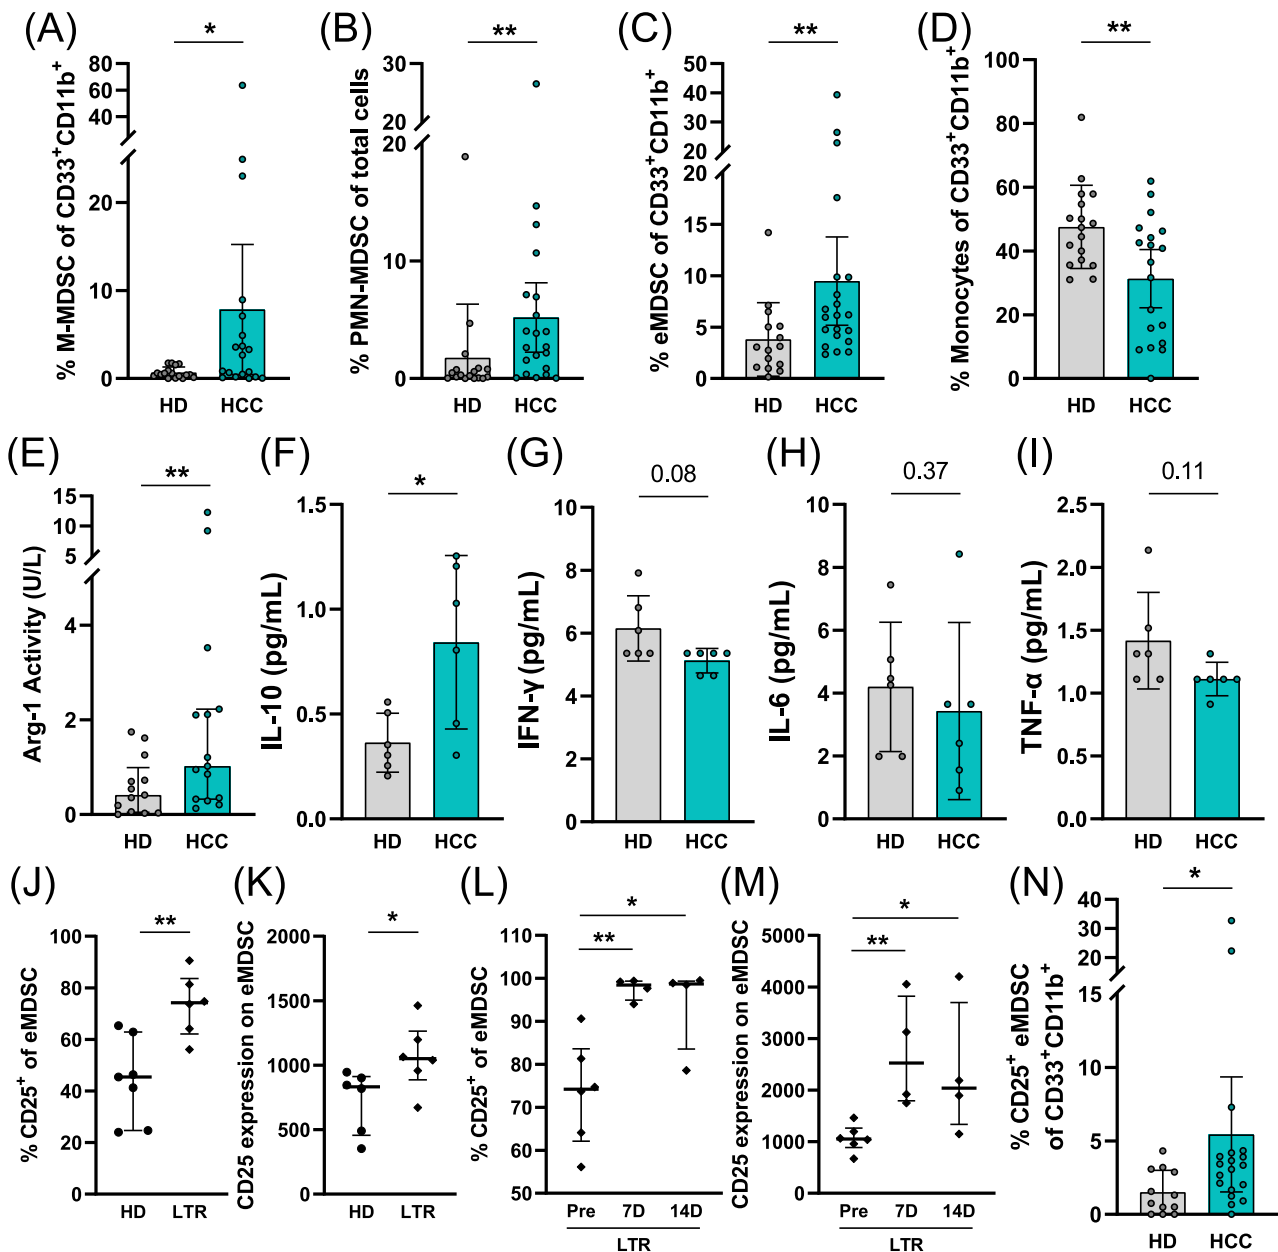 (A)
% M-MDSC of CD33+CD11b+
80
60
40
20
10
0
*
HD
HCC
(B)
% PMN-MDSC of total cells
30
20
20
10
0
**
HD
HCC
(C)
% eMDSC of CD33+CD11b+
50
40
30
20
20
15
10
5
0
**
HD
HCC
(D)
% Monocytes of CD33+CD11b+
100
80
60
40
20
0
**
HD
HCC
(E)
Arg-1 Activity (U/L)
15
10
5
4
2
0
**
HD
HCC
(F)
IL-10 (pg/mL)
1.5
1.0
0.5
0.0
*
HD
HCC
(G)
IFN-γ (pg/mL)
10
8
6
4
2
0
0.08
HD
HCC
(H)
IL-6 (pg/mL)
10
8
6
4
2
0
0.37
HD
HCC
(I)
TNF-α (pg/mL)
2.5
2.0
1.5
1.0
0.5
0.0
0.11
HD
HCC
(J)
% CD25+ of eMDSC
100
80
60
40
20
0
**
HD
LTR
(K)
CD25 expression on eMDSC
2000
1500
1000
500
0
*
HD
LTR
(L)
% CD25+ of eMDSC
110
100
90
80
70
60
50
*
**
Pre
7D
14D
LTR
(M)
CD25 expression on eMDSC
5000
4000
3000
2000
1000
0
*
**
Pre
7D
14D
LTR
(N)
% CD25+ eMDSC
of CD33+CD11b+
40
30
20
15
15
10
5
0
*
HD
HCC